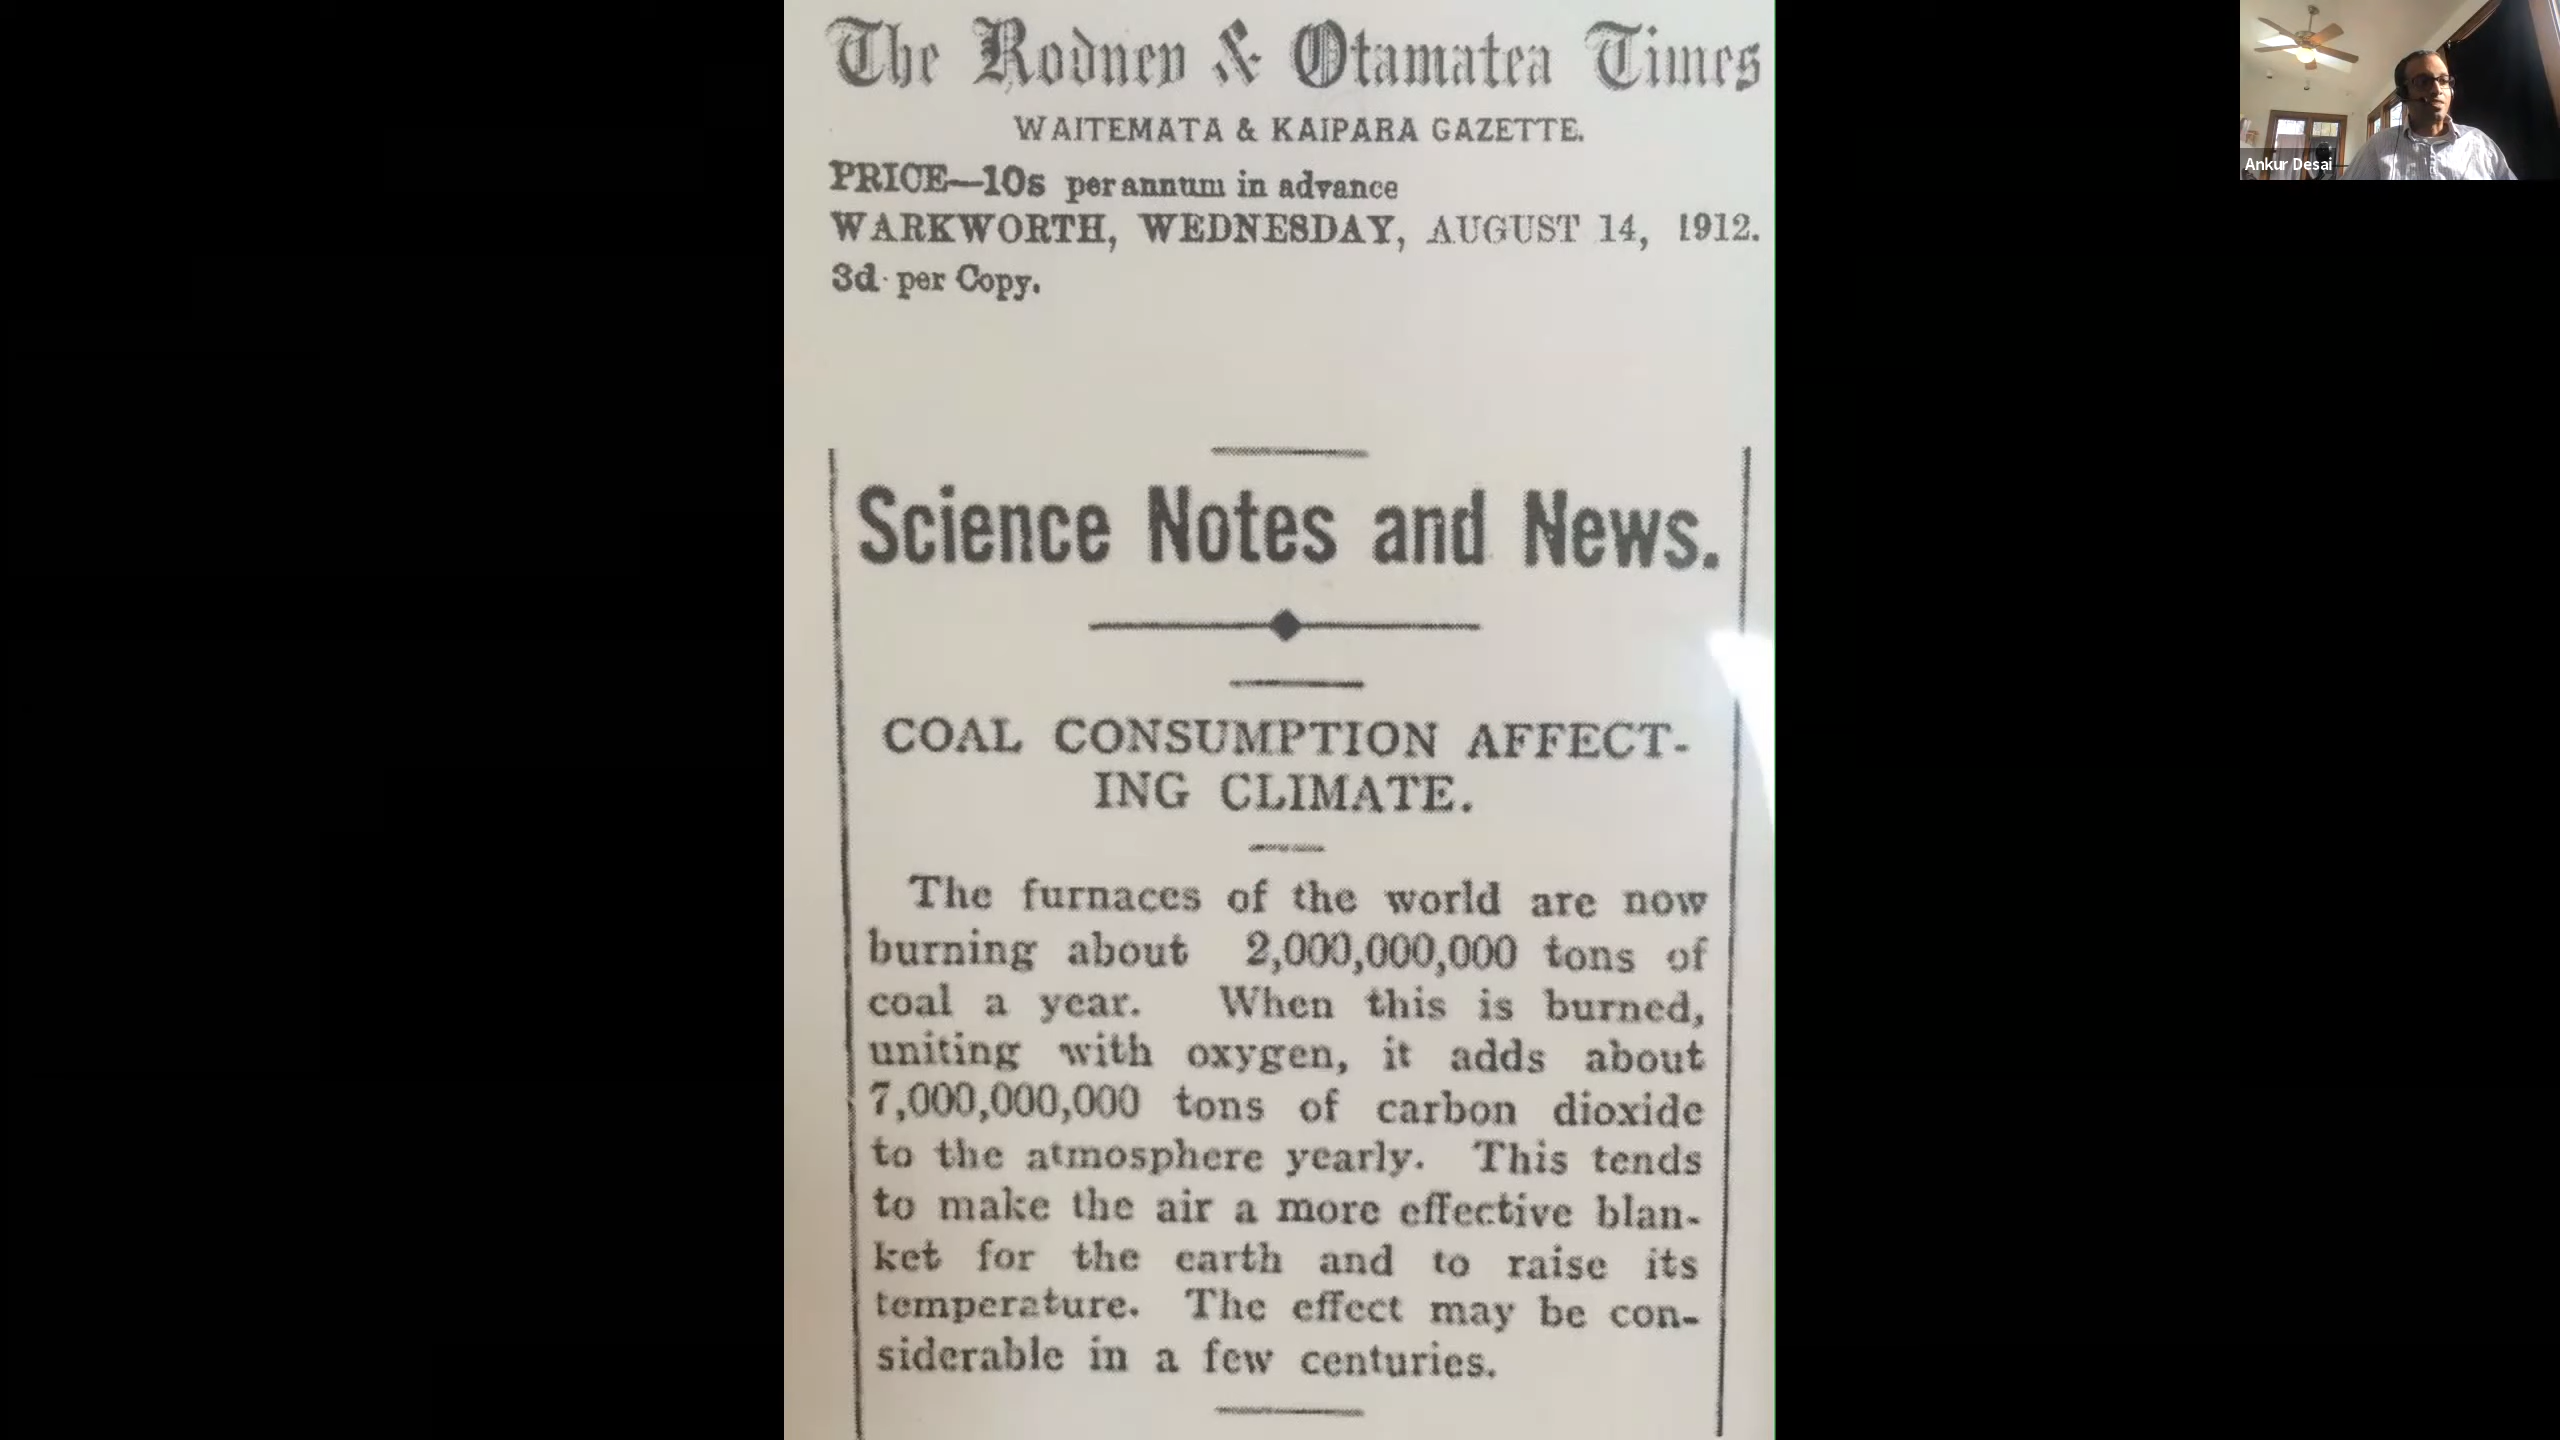 The Rodney & Otamatea Times
WAITEMATA & KAIPARA GAZETTE.
PRICE—10s per annum in advance
WARKWORTH, WEDNESDAY, AUGUST 14, 1912.
3d per Copy.
Science Notes and News.
COAL CONSUMPTION AFFECT-
ING CLIMATE.
The furnaces of the world are now
burning about 2,000,000,000 tons of
coal a year. When this is burned,
uniting with oxygen, it adds about
7,000,000,000 tons of carbon dioxide
to the atmosphere yearly. This tends
to make the air a more effective blan-
ket for the earth and to raise its
temperature. The effect may be con-
siderable in a few centuries.
Ankur Desai